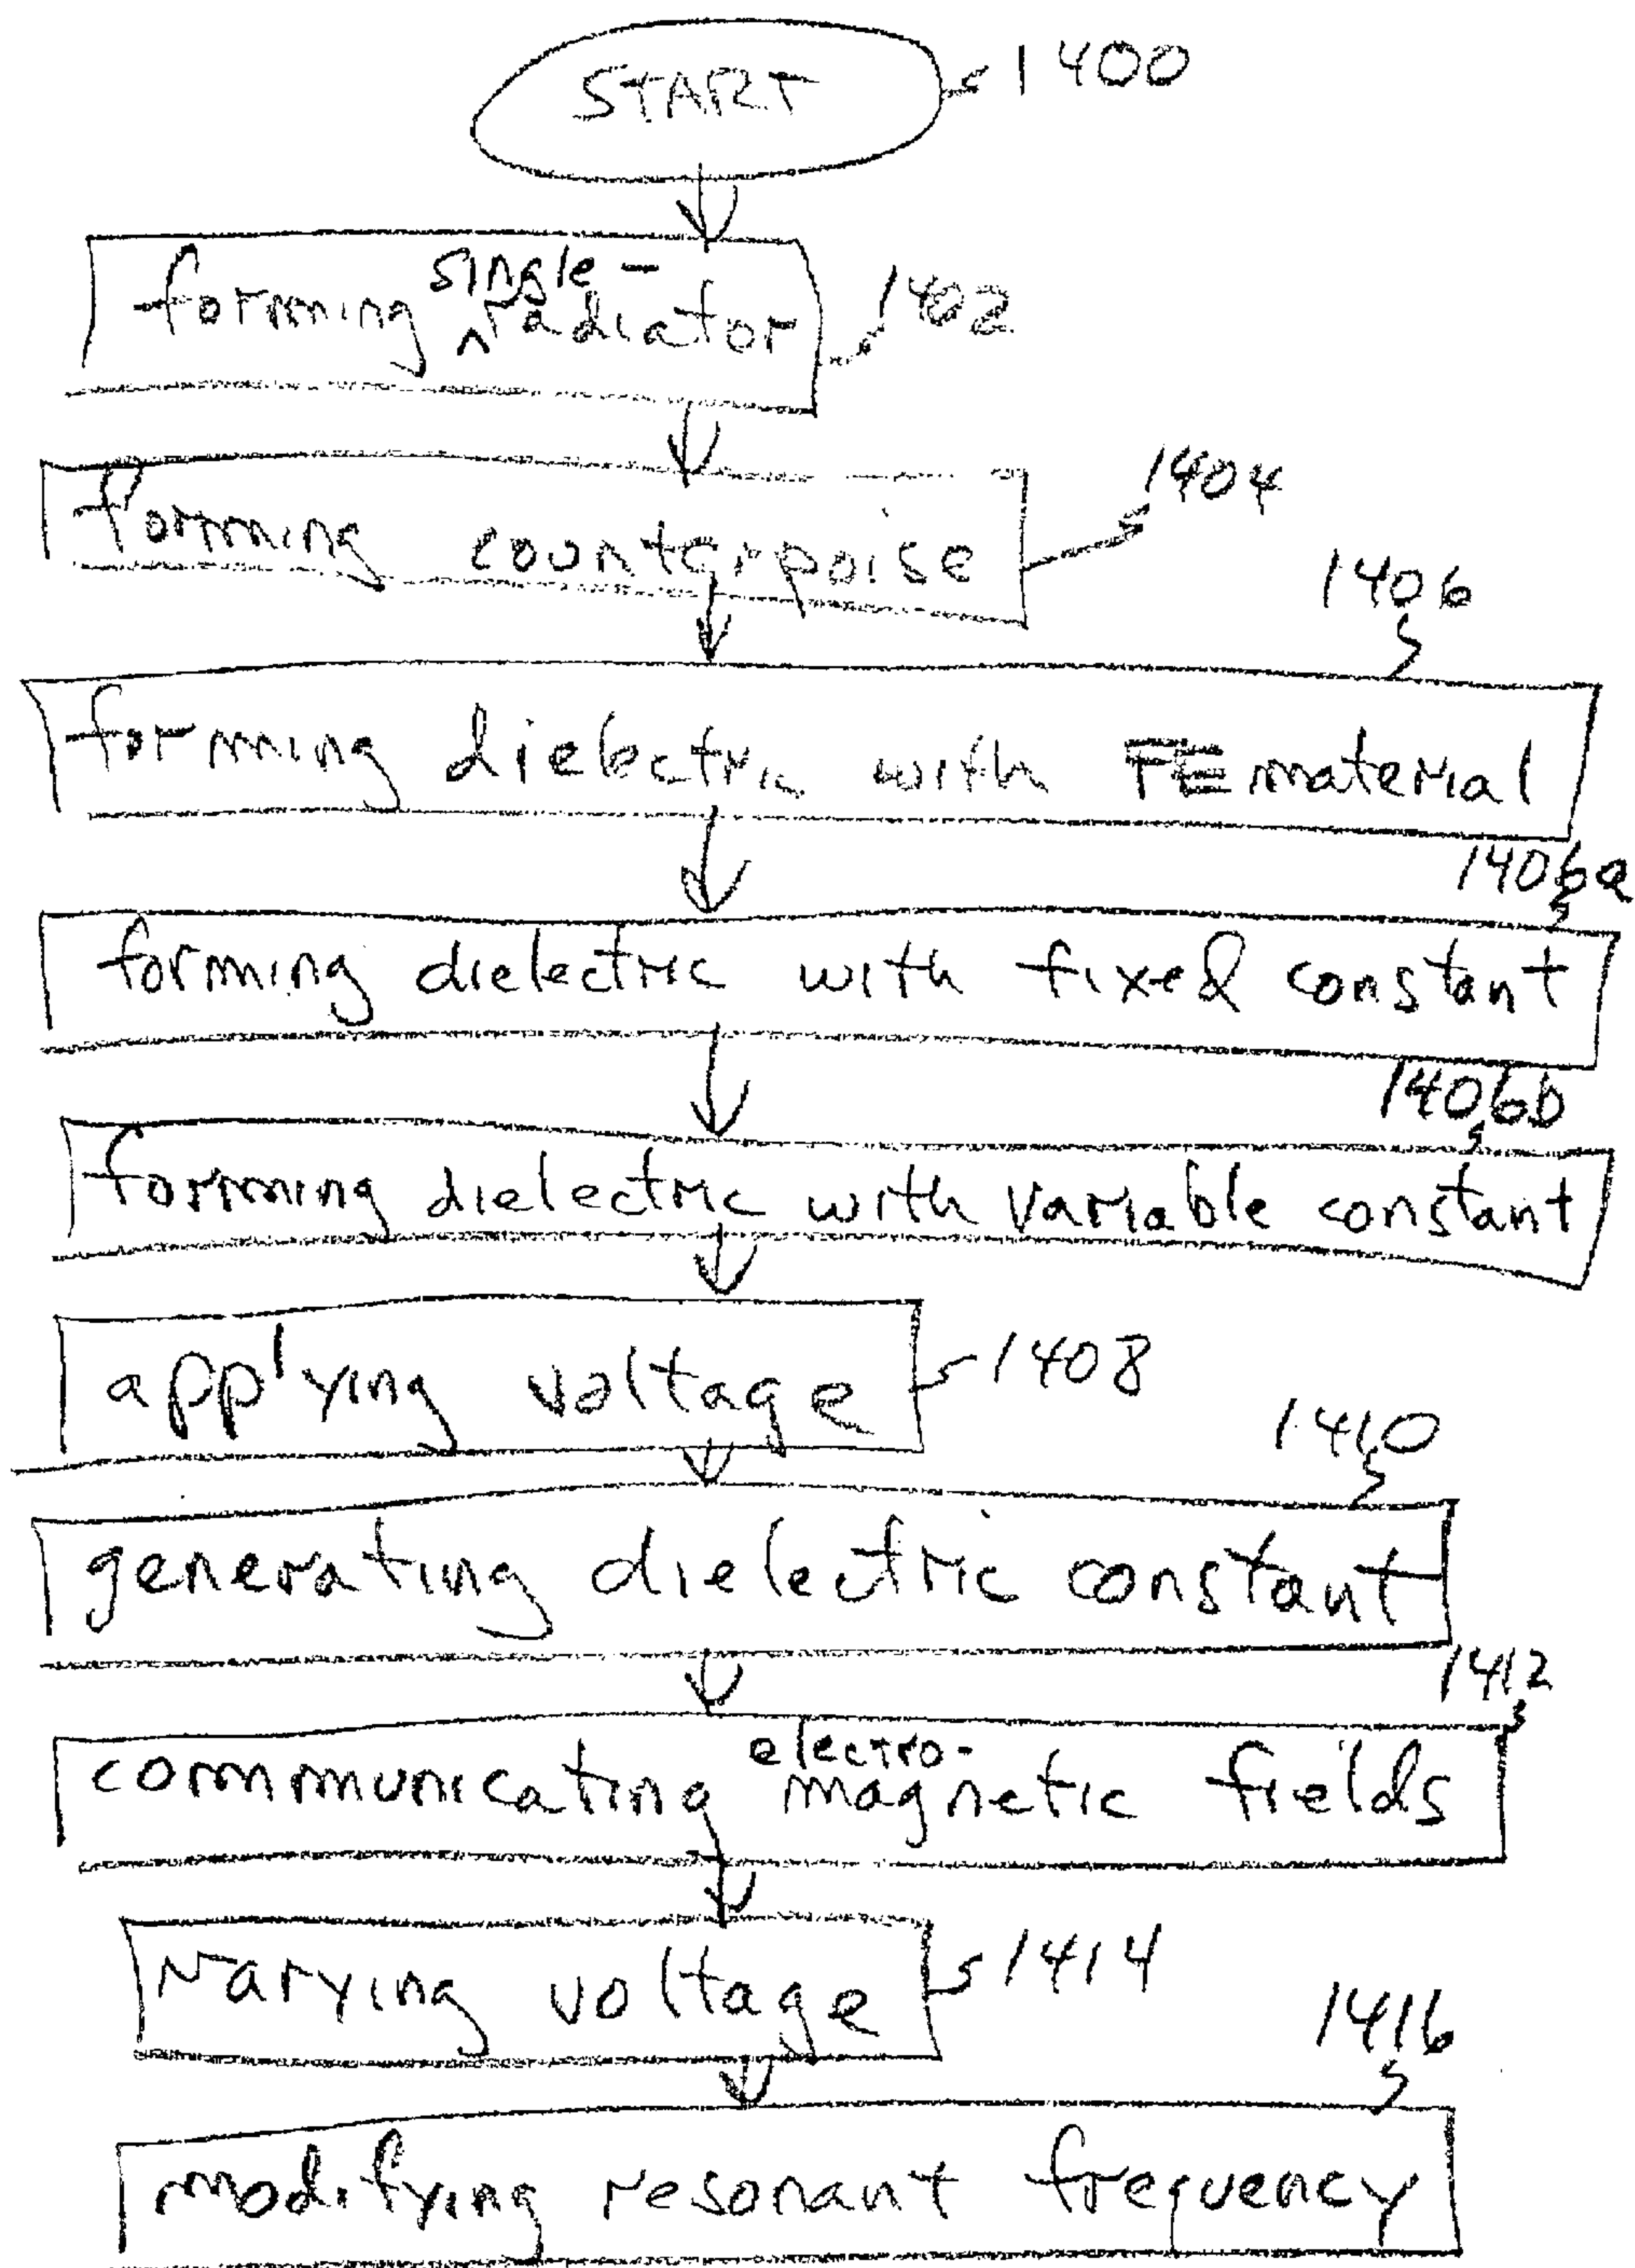 START 1400
single-
forming radiator 1402
forming counterpoise 1404
1406
forming dielectric with FE material
1406a
forming dielectric with fixed constant
1406b
forming dielectric with variable constant
applying voltage 1408
1410
generating dielectric constant
1412
electro-
communicating magnetic fields
varying voltage 1414
1416
modifying resonant frequency